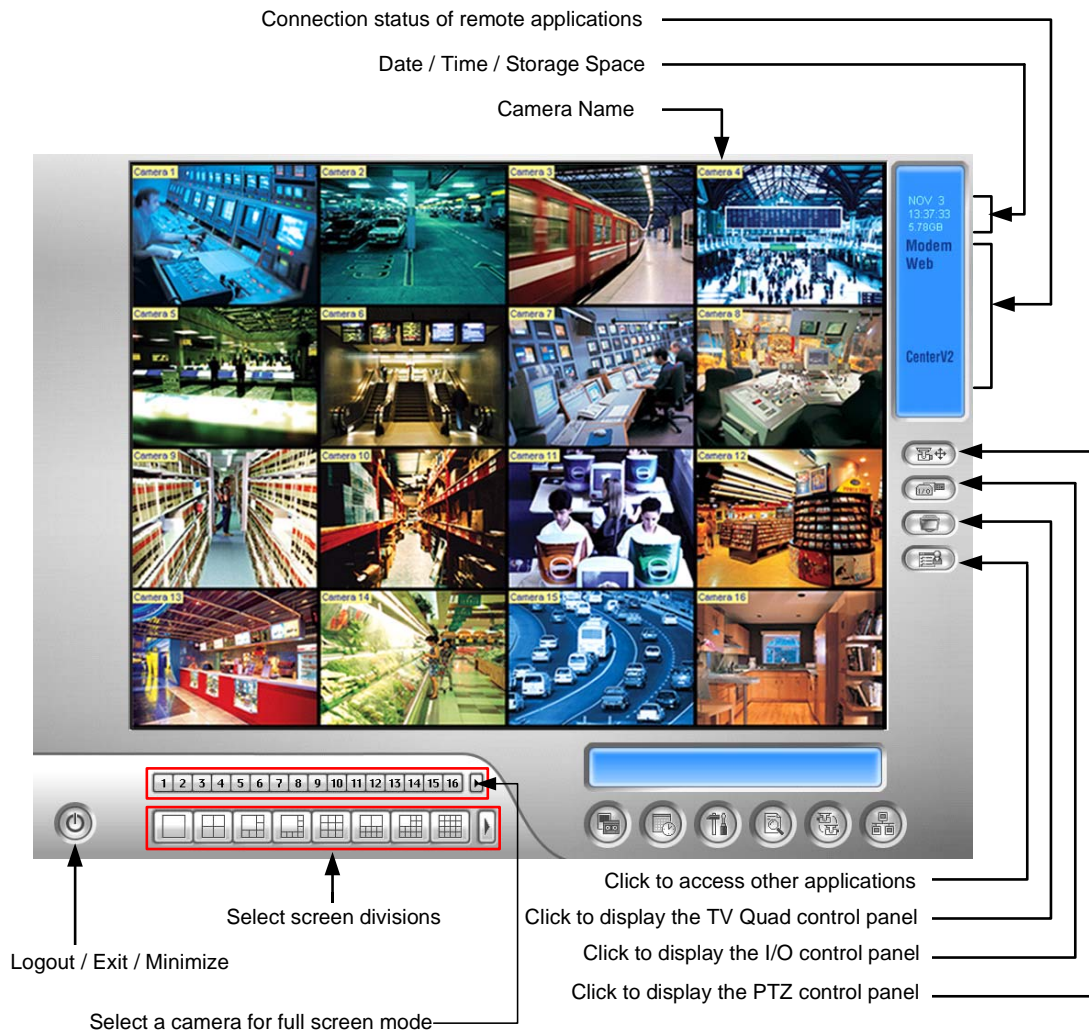 Connection status of remote applications
Date / Time / Storage Space
Camera Name
Camera 1
Camera 2
Camera 3
Camera 4
NOV 3
13:37:33
5.78GB
Modem
Web
CenterV2
Camera 5
Camera 6
Camera 7
Camera 8
Camera 9
Camera 10
Camera 11
Camera 12
I/O
Camera 13
Camera 14
Camera 15
Camera 16
1 2 3 4 5 6 7 8 9 10 11 12 13 14 15 16
Click to access other applications
Select screen divisions
Click to display the TV Quad control panel
Logout / Exit / Minimize
Click to display the I/O control panel
Click to display the PTZ control panel
Select a camera for full screen mode